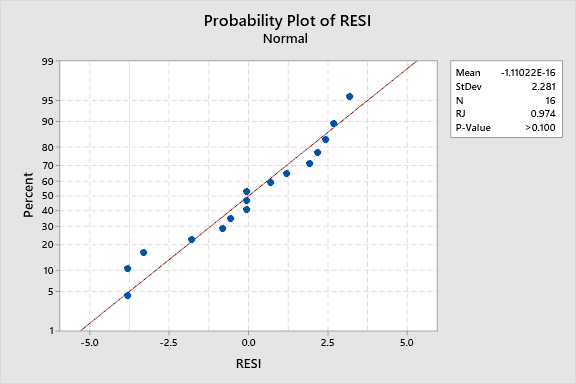 Probability Plot of RESI
Normal
99
95
90
80
70
60
50
40
30
20
10
5
1
Percent
-5.0 -2.5 0.0 2.5 5.0
RESI
Mean -1.11022E-16
StDev 2.281
N 16
RJ 0.974
P-Value >0.100